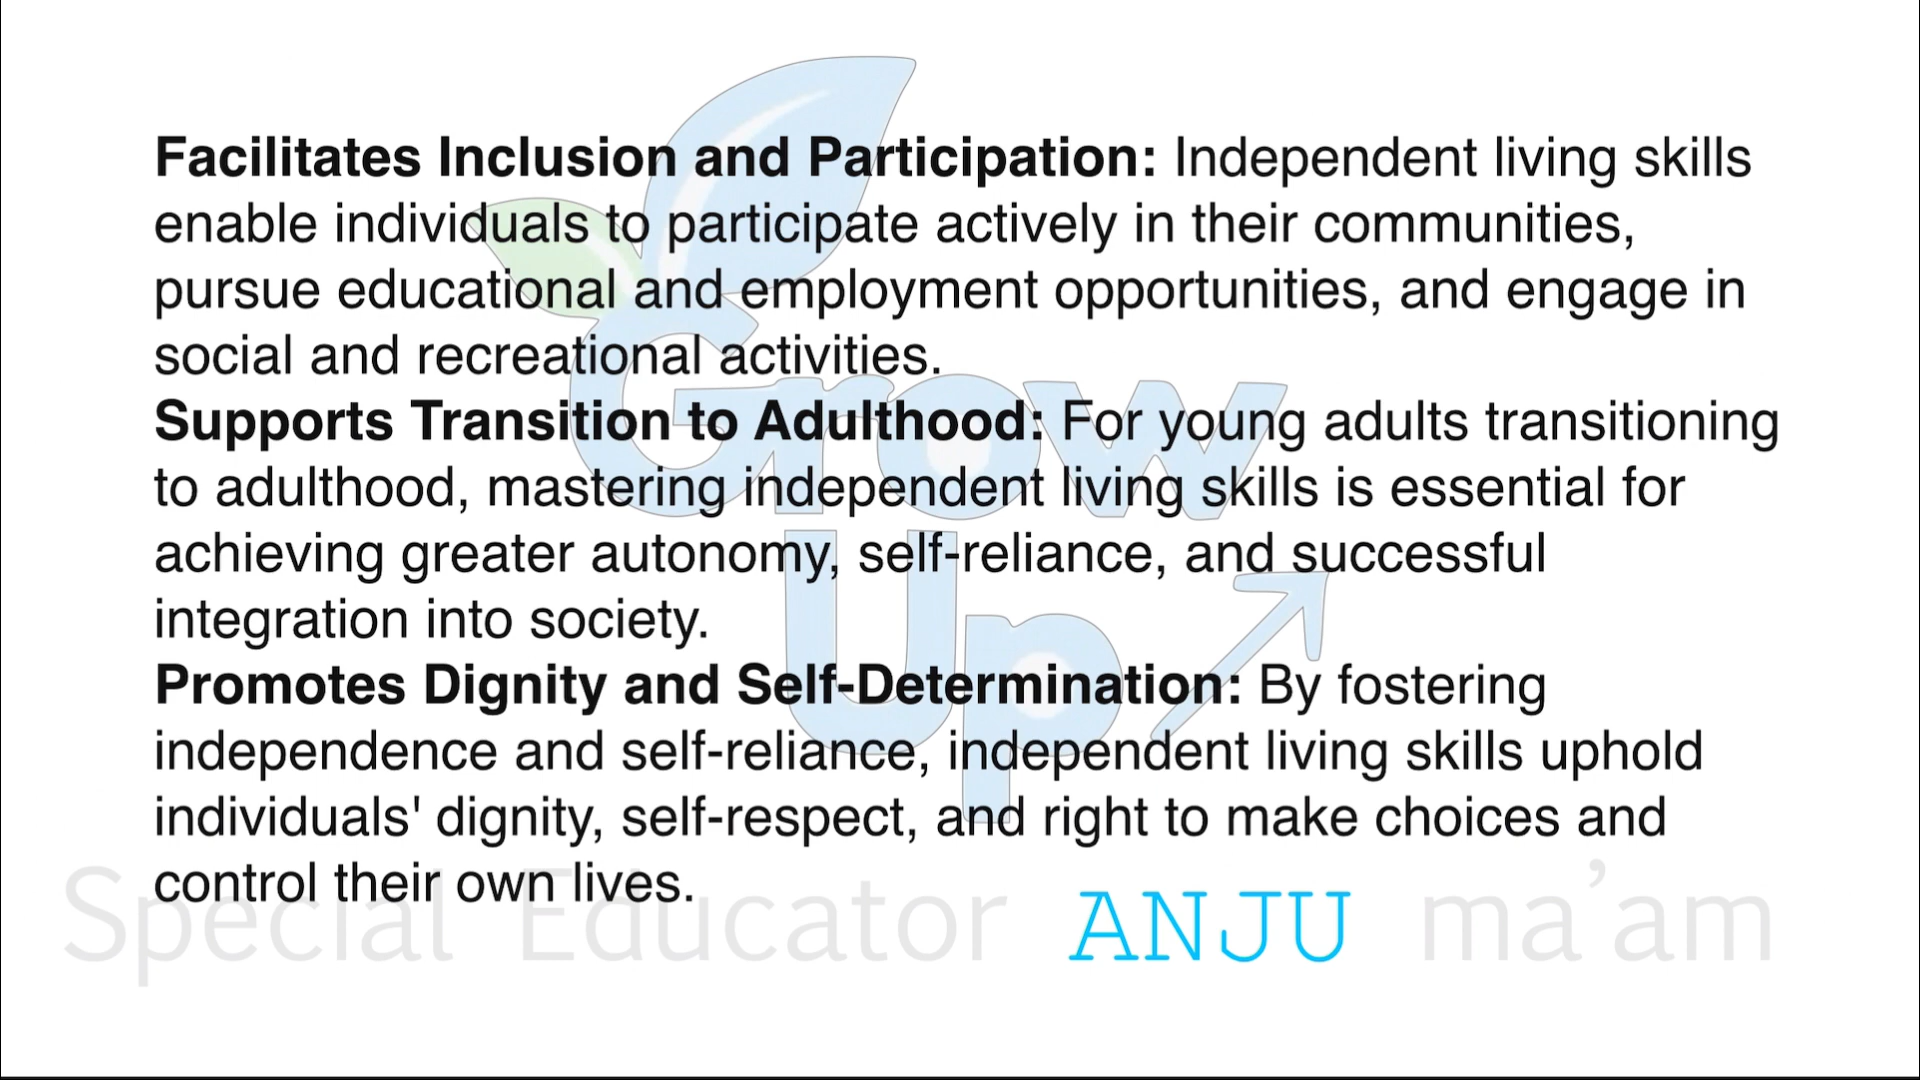 Facilitates Inclusion and Participation: Independent living skills
enable individuals to participate actively in their communities,
pursue educational and employment opportunities, and engage in
social and recreational activities.
Supports Transition to Adulthood: For young adults transitioning
to adulthood, mastering independent living skills is essential for
achieving greater autonomy, self-reliance, and successful
integration into society.
Promotes Dignity and Self-Determination: By fostering
independence and self-reliance, independent living skills uphold
individuals' dignity, self-respect, and right to make choices and
control their own lives.
Grow
Up
Special Educator ANJU ma’am